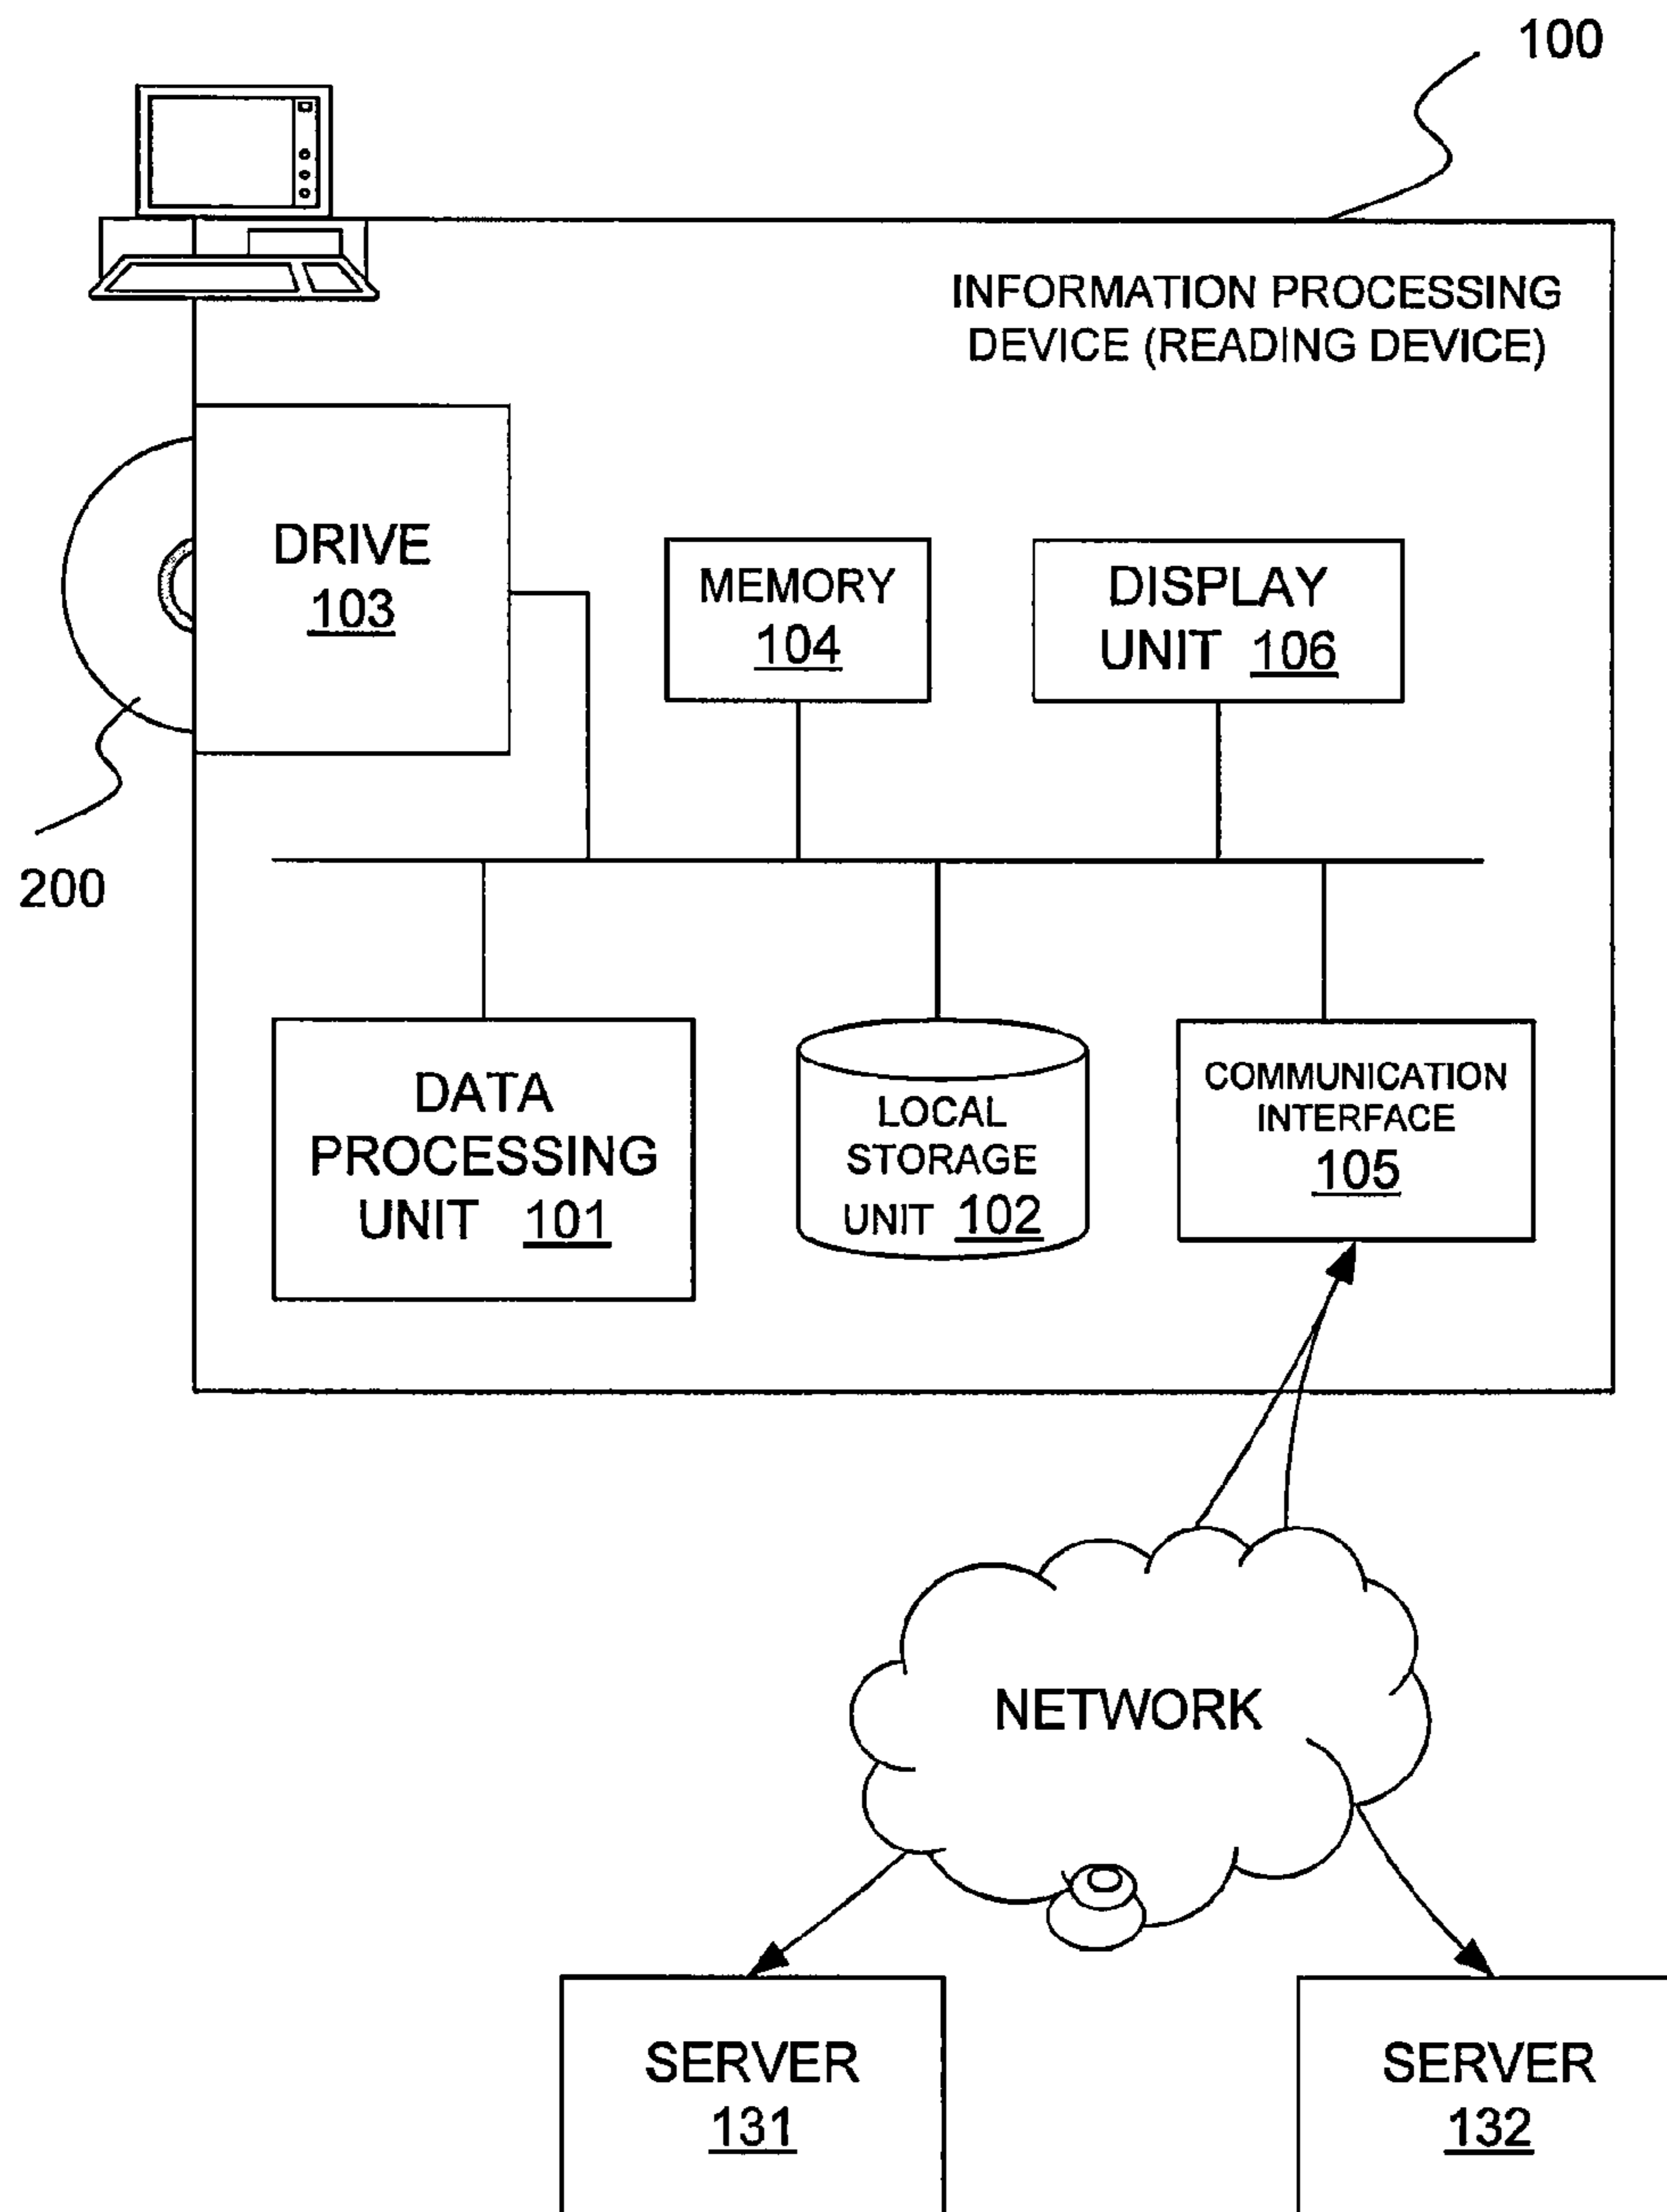 100
INFORMATION PROCESSING
DEVICE (READING DEVICE)
DRIVE
103
MEMORY
104
DISPLAY
UNIT 106
200
DATA
PROCESSING
UNIT 101
LOCAL
STORAGE
UNIT 102
COMMUNICATION
INTERFACE
105
NETWORK
SERVER
131
SERVER
132